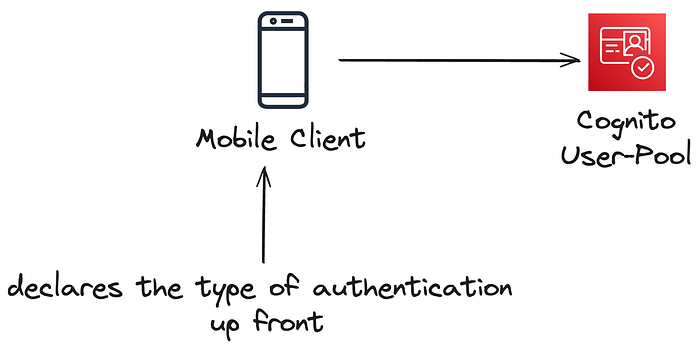 Mobile Client
Cognito
User-Pool
declares the type of authentication
up front